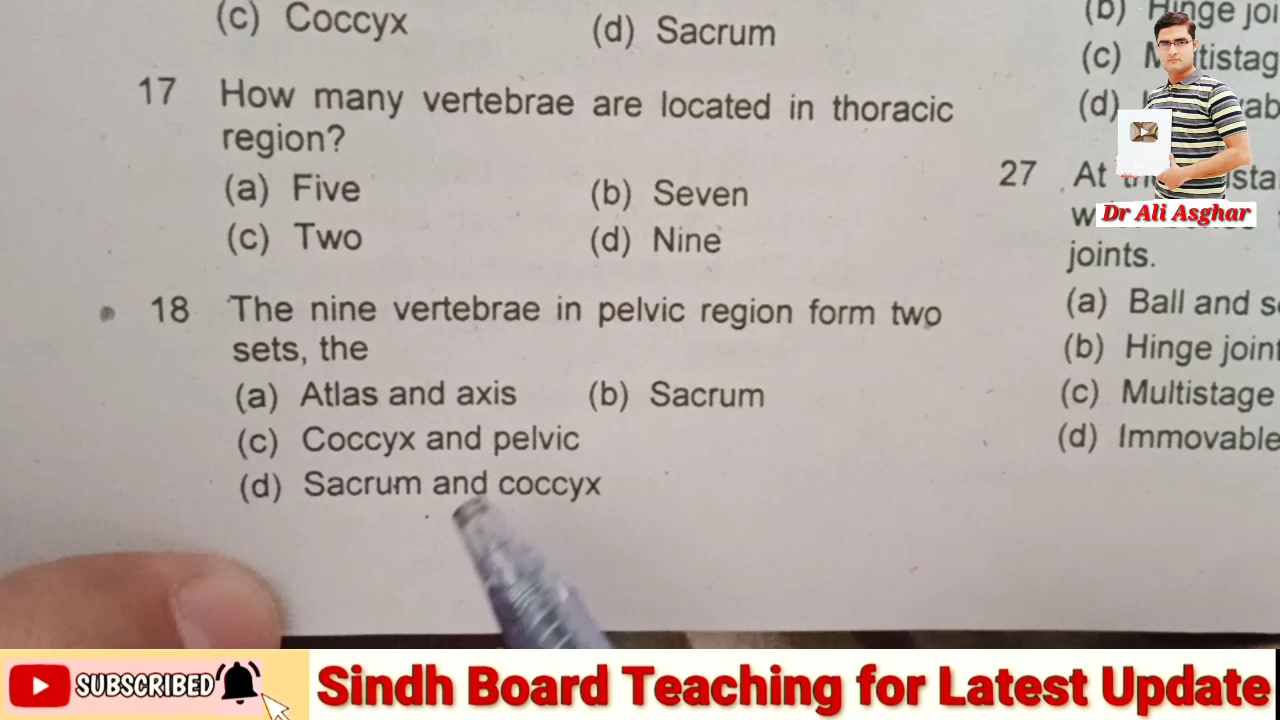 (c) Coccyx (d) Sacrum
17 How many vertebrae are located in thoracic
region?
(a) Five (b) Seven
(c) Two (d) Nine
18 The nine vertebrae in pelvic region form two
sets, the
(a) Atlas and axis (b) Sacrum
(c) Coccyx and pelvic
(d) Sacrum and coccyx
(b) Hinge
(c)
(d)
27 At
joints.
(a) Ball and
(b) Hinge joint
(c) Multistage
(d) Immovable
Dr Ali Asghar
SUBSCRIBED
Sindh Board Teaching for Latest Update